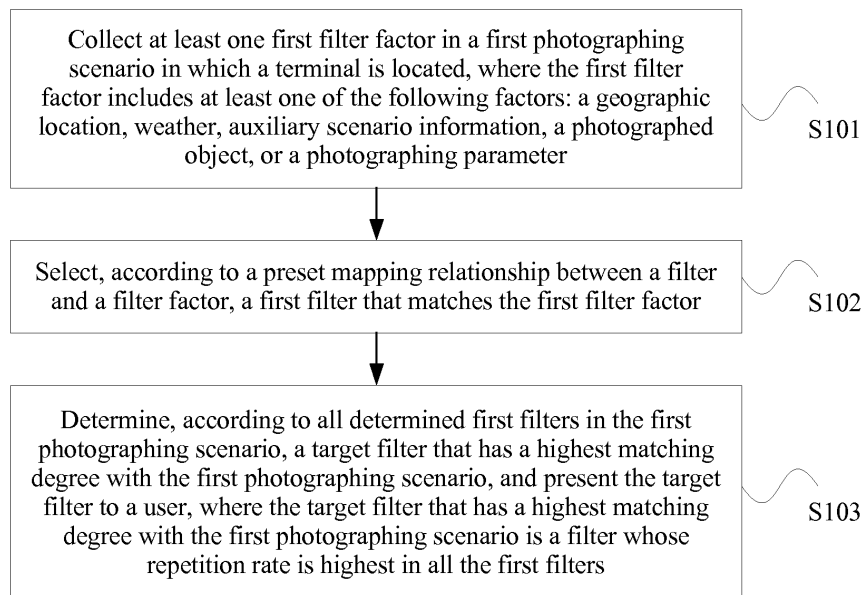 Collect at least one first filter factor in a first photographing
scenario in which a terminal is located, where the first filter
factor includes at least one of the following factors: a geographic
location, weather, auxiliary scenario information, a photographed
object, or a photographing parameter
S101
Select, according to a preset mapping relationship between a filter
and a filter factor, a first filter that matches the first filter factor
S102
Determine, according to all determined first filters in the first
photographing scenario, a target filter that has a highest matching
degree with the first photographing scenario, and present the target
filter to a user, where the target filter that has a highest matching
degree with the first photographing scenario is a filter whose
repetition rate is highest in all the first filters
S103